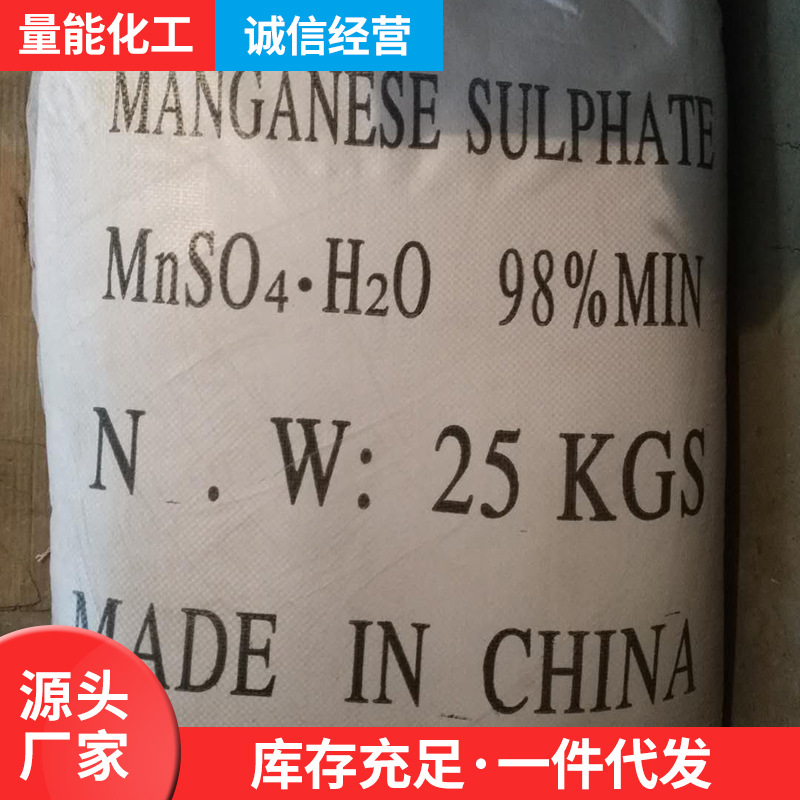 量能化工
诚信经营
MANGANESE SULPHATE
MnSO4·H2O 98%MIN
N . W: 25 KGS
MADE IN CHINA
源头
厂家
库存充足·一件代发